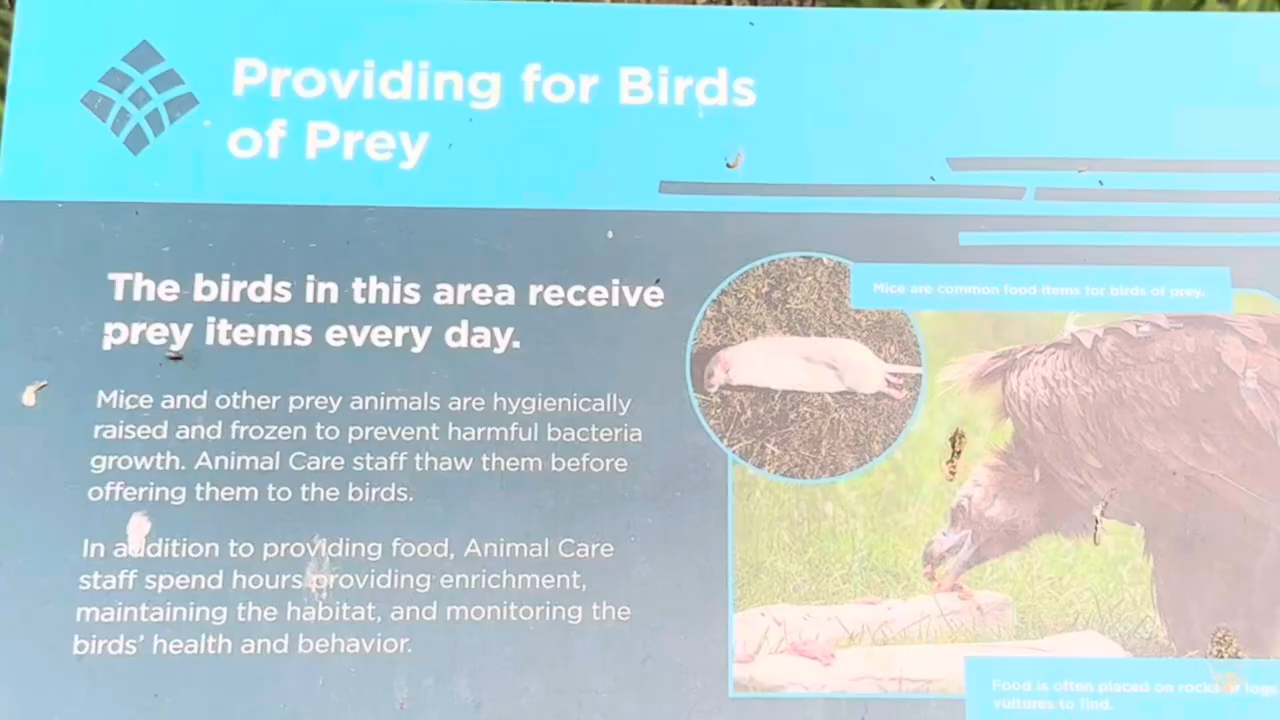 Providing for Birds
of Prey
The birds in this area receive
prey items every day.
Mice and other prey animals are hygienically
raised and frozen to prevent harmful bacteria
growth. Animal Care staff thaw them before
offering them to the birds.
In addition to providing food, Animal Care
staff spend hours providing enrichment,
maintaining the habitat, and monitoring the
birds' health and behavior.
Mice are common food items for birds of prey.
Food is often placed on rocks or logs
vultures to find.